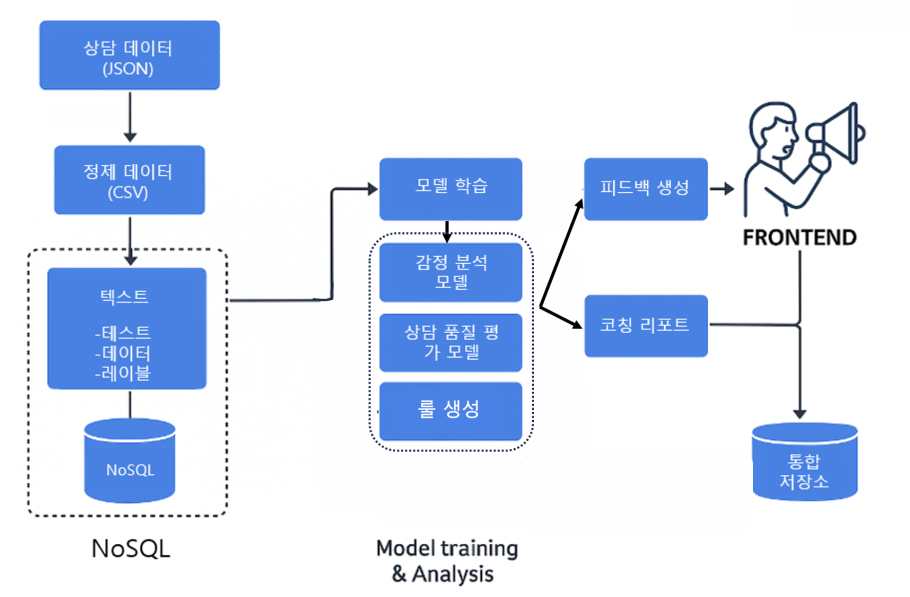 상담 데이터
(JSON)
정제 데이터
(CSV)
텍스트
-테스트
-데이터
-레이블
NoSQL
NoSQL
모델 학습
감정 분석
모델
상담 품질 평
가 모델
룰 생성
Model training
& Analysis
피드백 생성
코칭 리포트
FRONTEND
통합
저장소